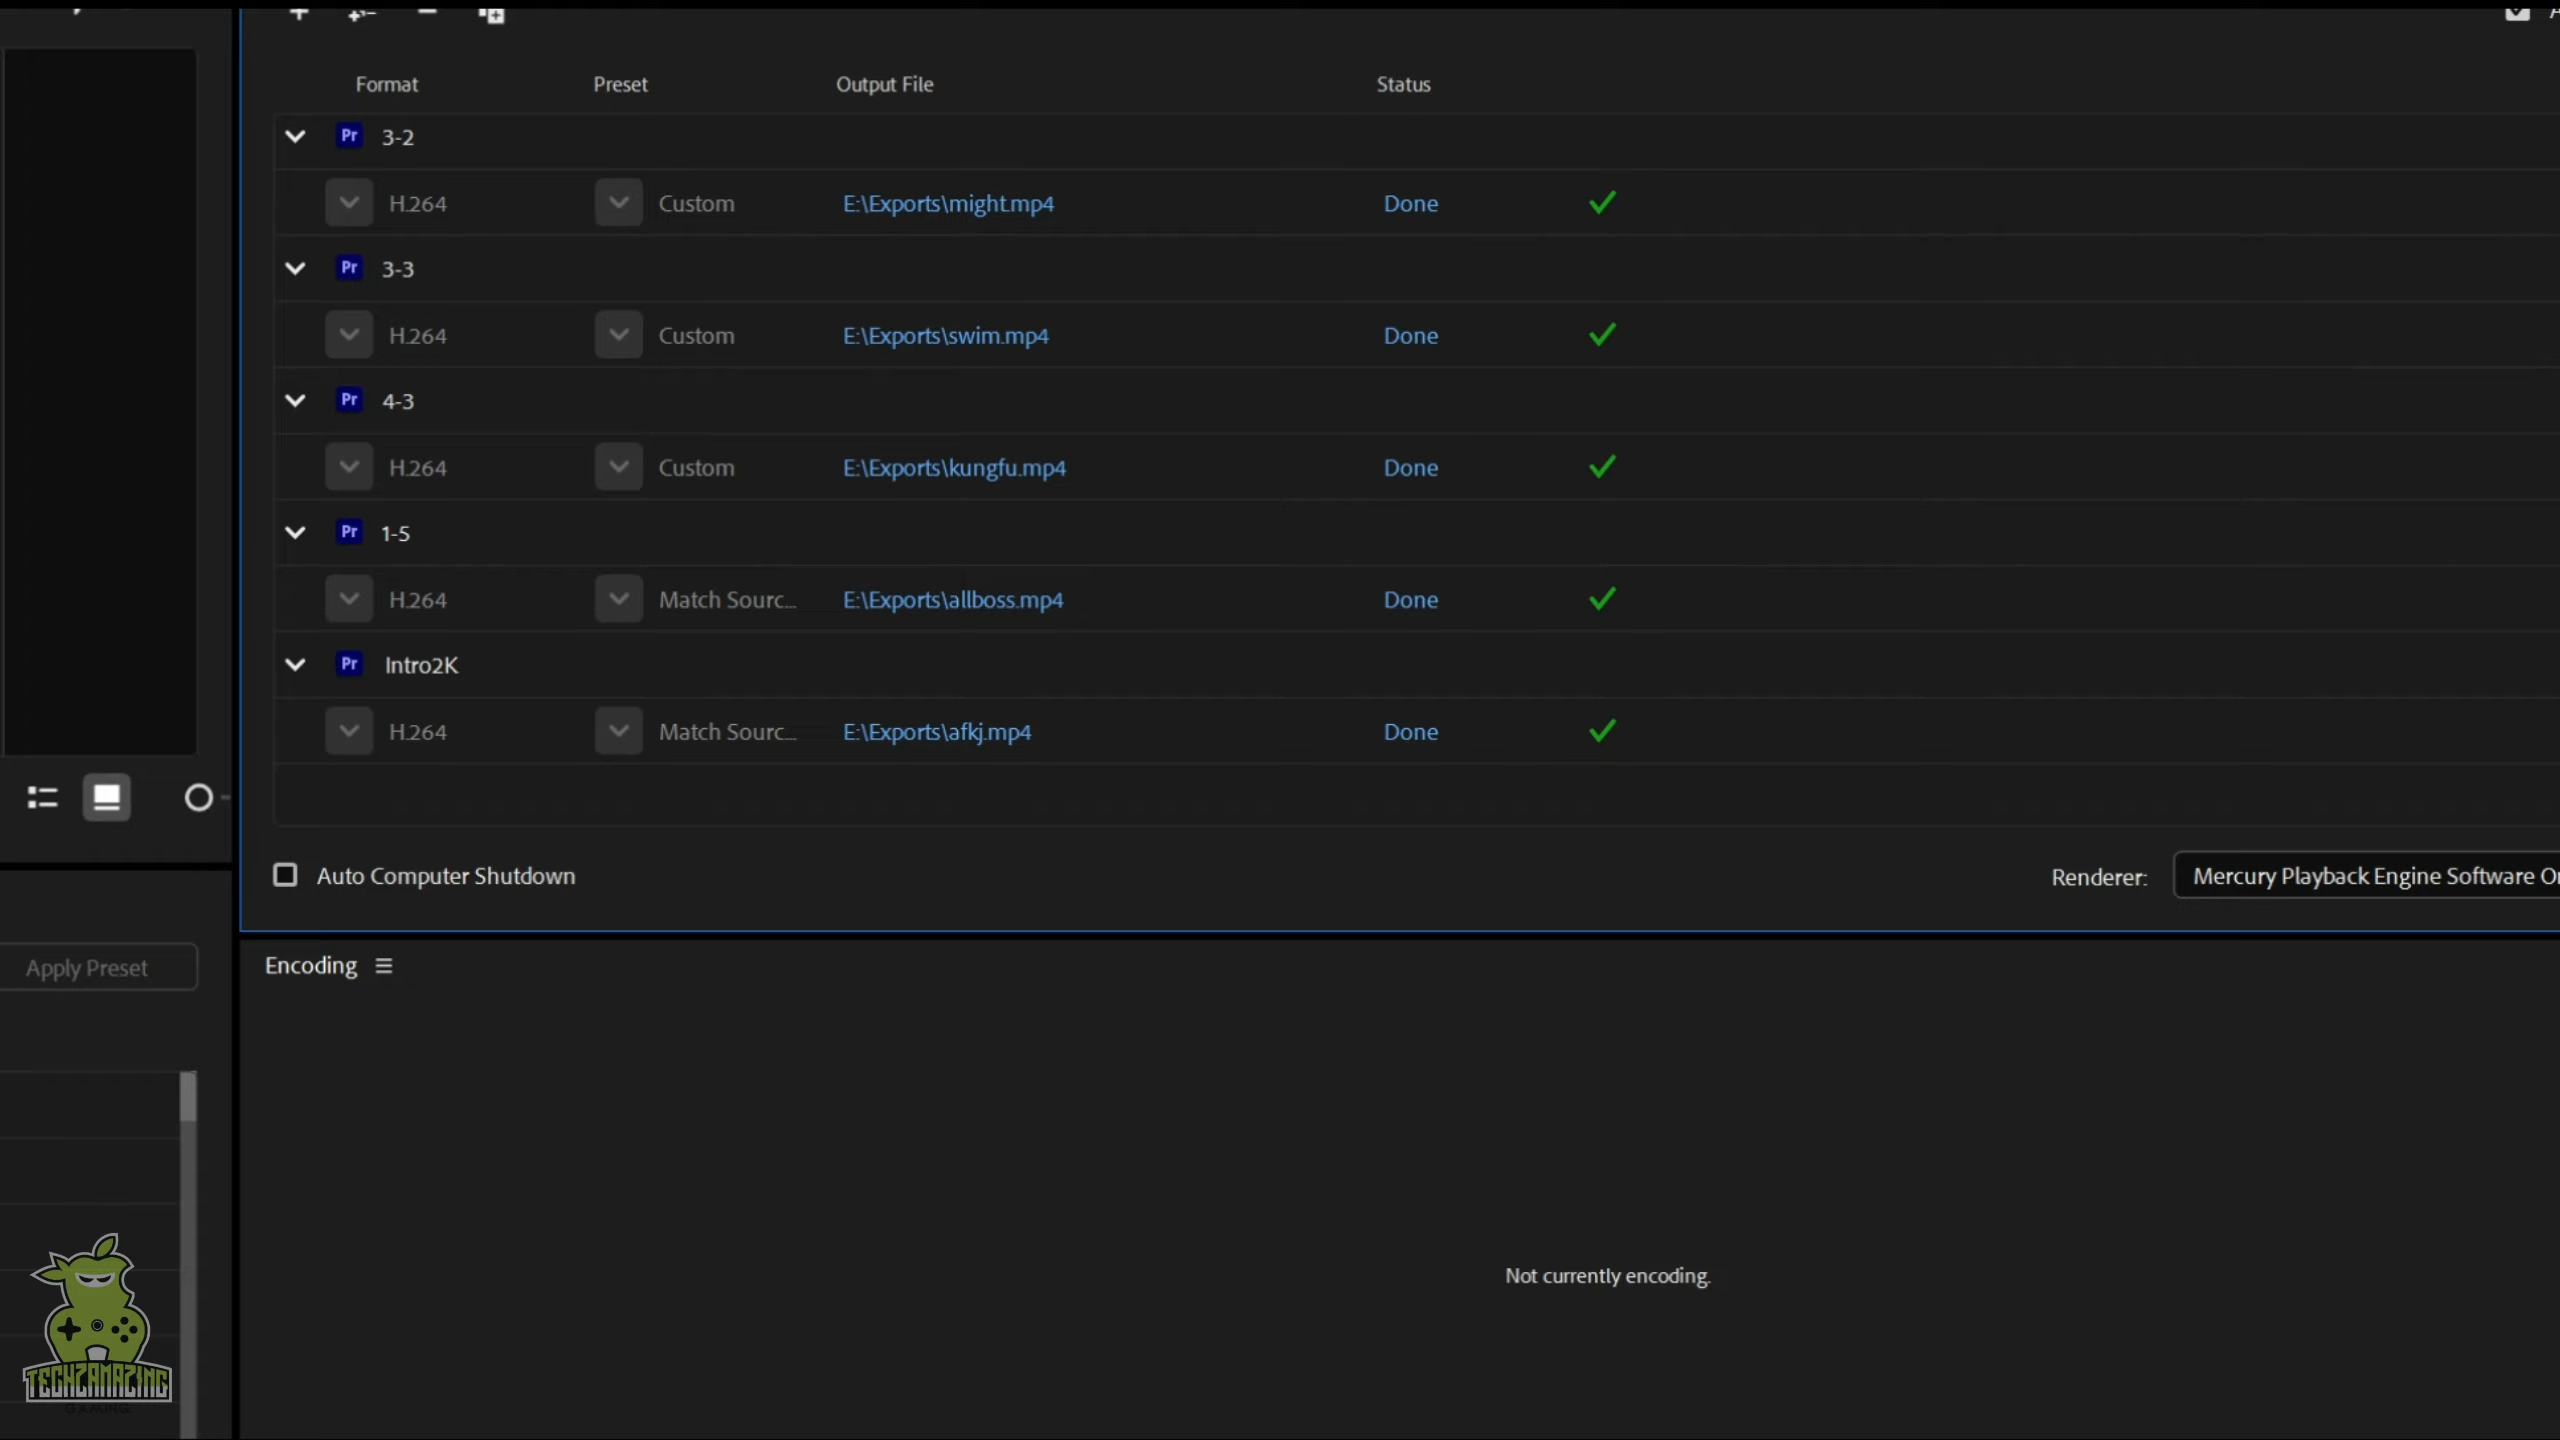 Format Preset Output File Status
Pr 3-2
H.264 Custom E:\Exports\might.mp4 Done
Pr 3-3
H.264 Custom E:\Exports\swim.mp4 Done
Pr 4-3
H.264 Custom E:\Exports\kungfu.mp4 Done
Pr 1-5
H.264 Match Sourc... E:\Exports\allboss.mp4 Done
Pr Intro2K
H.264 Match Sourc... E:\Exports\afkj.mp4 Done
Auto Computer Shutdown Renderer: Mercury Playback Engine Software
Apply Preset
Encoding
Not currently encoding.
TECHZAMAZING
GAMING